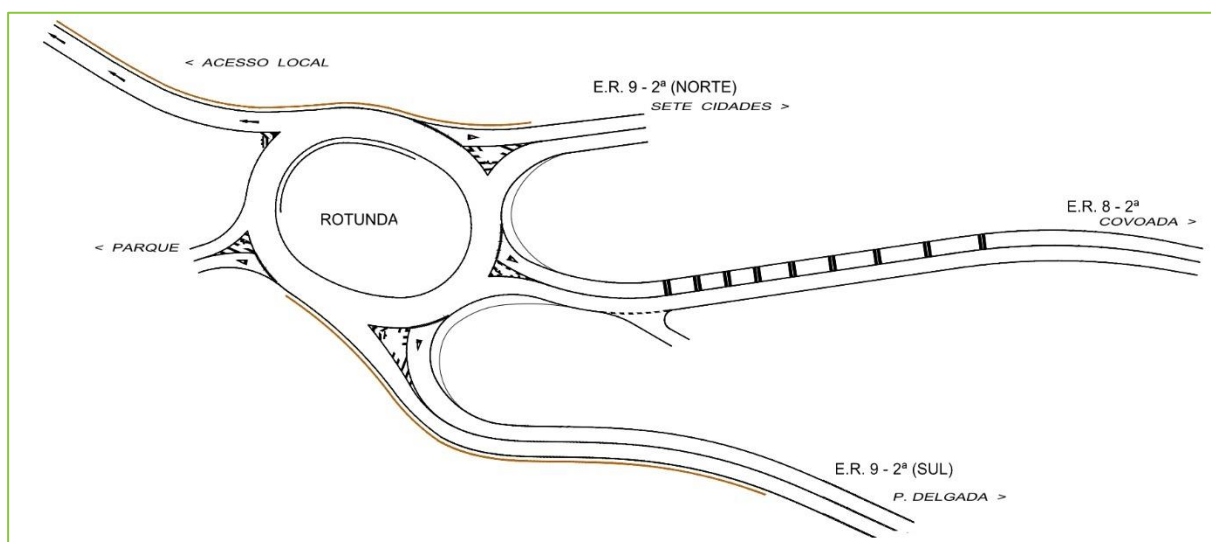 < ACESSO LOCAL
E.R. 9 - 2ª (NORTE)
SETE CIDADES >
E.R. 8 - 2ª
COVOADA >
ROTUNDA
< PARQUE
E.R. 9 - 2ª (SUL)
P. DELGADA >